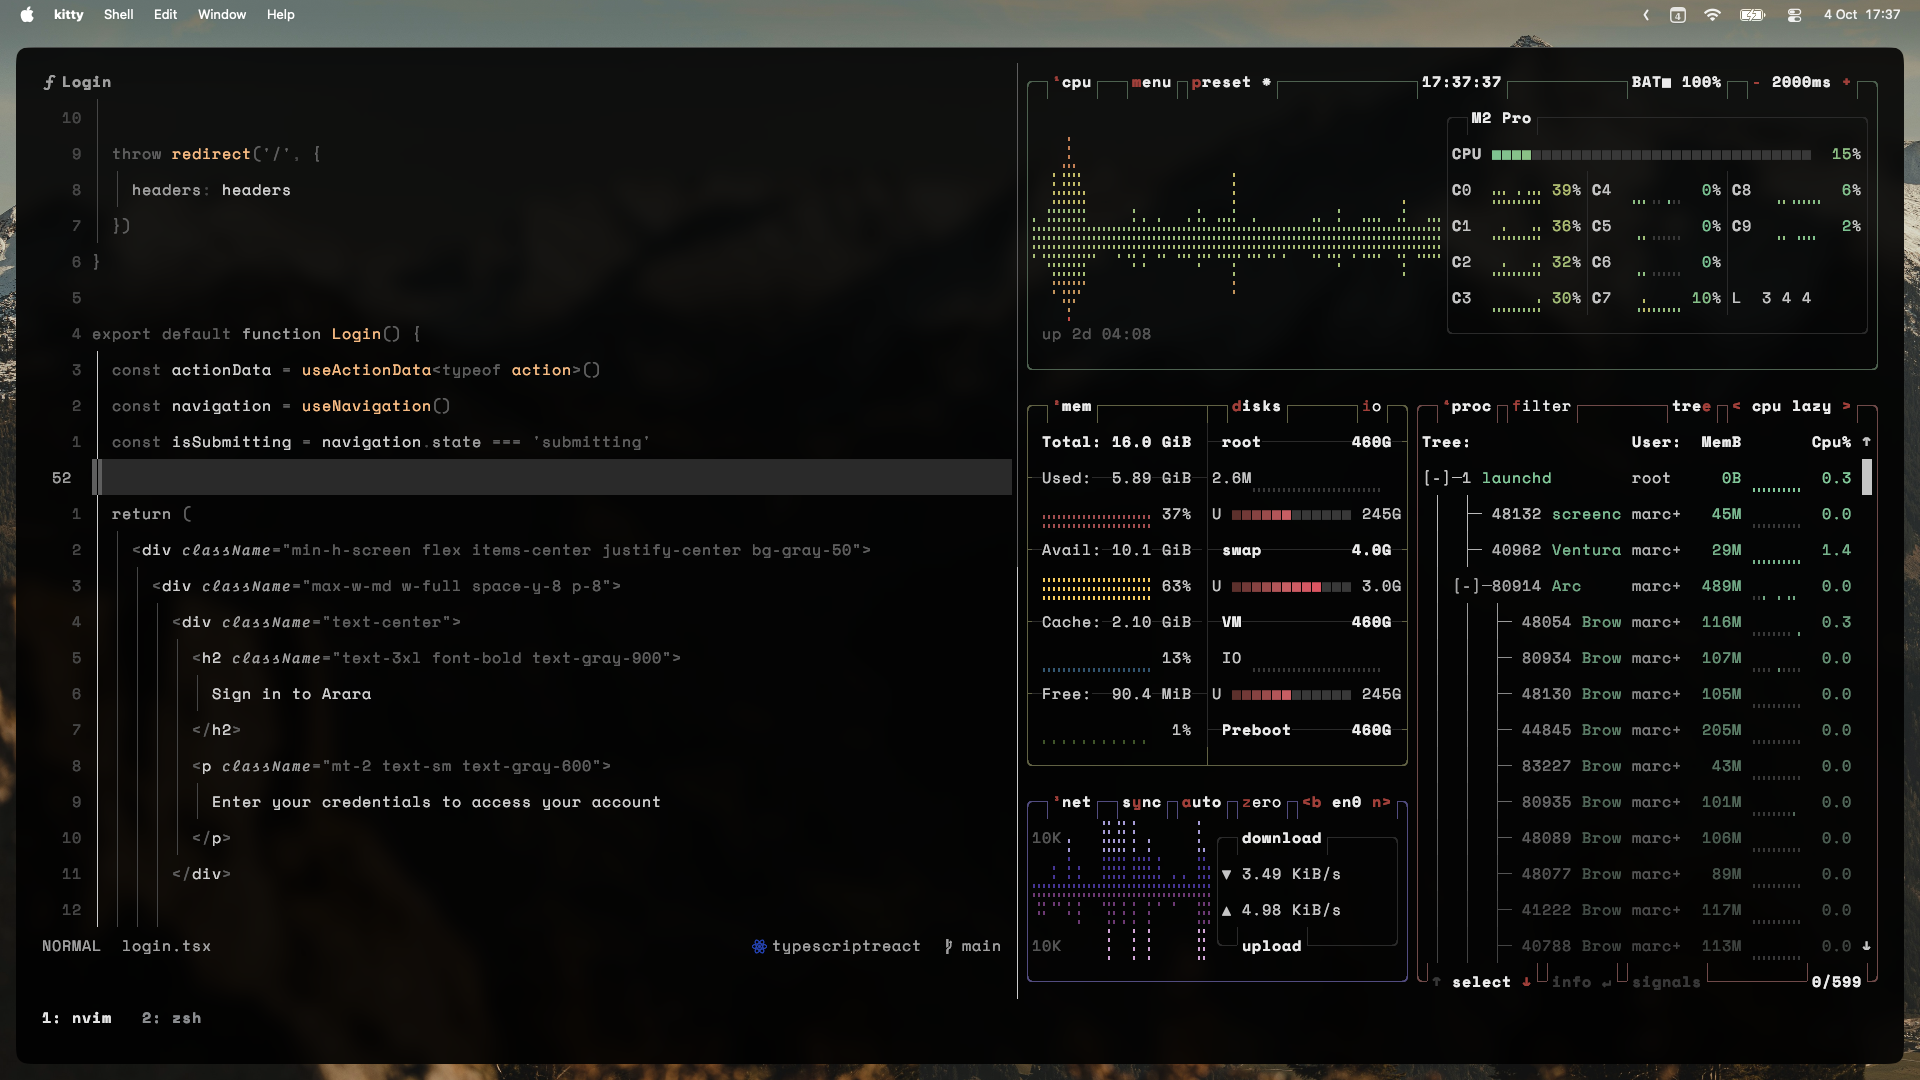 kitty Shell Edit Window Help
4 4 Oct 17:37
ƒ Login
10
9 throw redirect('/', {
8 headers: headers
7 })
6 }
5
4 export default function Login() {
3 const actionData = useActionData<typeof action>()
2 const navigation = useNavigation()
1 const isSubmitting = navigation.state === 'submitting'
52
1 return (
2 <div className="min-h-screen flex items-center justify-center bg-gray-50">
3 <div className="max-w-md w-full space-y-8 p-8">
4 <div className="text-center">
5 <h2 className="text-3xl font-bold text-gray-900">
6 Sign in to Arara
7 </h2>
8 <p className="mt-2 text-sm text-gray-600">
9 Enter your credentials to access your account
10 </p>
11 </div>
12
NORMAL login.tsx typescriptreact main
1: nvim 2: zsh
¹cpu menu preset * 17:37:37 BAT■ 100% - 2000ms +
M2 Pro
CPU 15%
C0 39% C4 0% C8 6%
C1 36% C5 0% C9 2%
C2 32% C6 0%
C3 30% C7 10% L 3 4 4
up 2d 04:08
²mem disks io
Total: 16.0 GiB root 460G
Used: 5.89 GiB 2.6M
37% U 245G
Avail: 10.1 GiB swap 4.0G
63% U 3.0G
Cache: 2.10 GiB VM 460G
13% IO
Free: 90.4 MiB U 245G
1% Preboot 460G
³net sync auto zero <b en0 n>
10K download
▼ 3.49 KiB/s
▲ 4.98 KiB/s
10K upload
⁴proc filter tree < cpu lazy >
Tree: User: MemB Cpu% ↑
[-]─1 launchd root 0B 0.3
48132 screenc marc+ 45M 0.0
40962 Ventura marc+ 29M 1.4
[-]─80914 Arc marc+ 489M 0.0
48054 Brow marc+ 116M 0.3
80934 Brow marc+ 107M 0.0
48130 Brow marc+ 105M 0.0
44845 Brow marc+ 205M 0.0
83227 Brow marc+ 43M 0.0
80935 Brow marc+ 101M 0.0
48089 Brow marc+ 106M 0.0
48077 Brow marc+ 89M 0.0
41222 Brow marc+ 117M 0.0
40788 Brow marc+ 113M 0.0 ↓
↑ select ↓ info ↵ signals 0/599